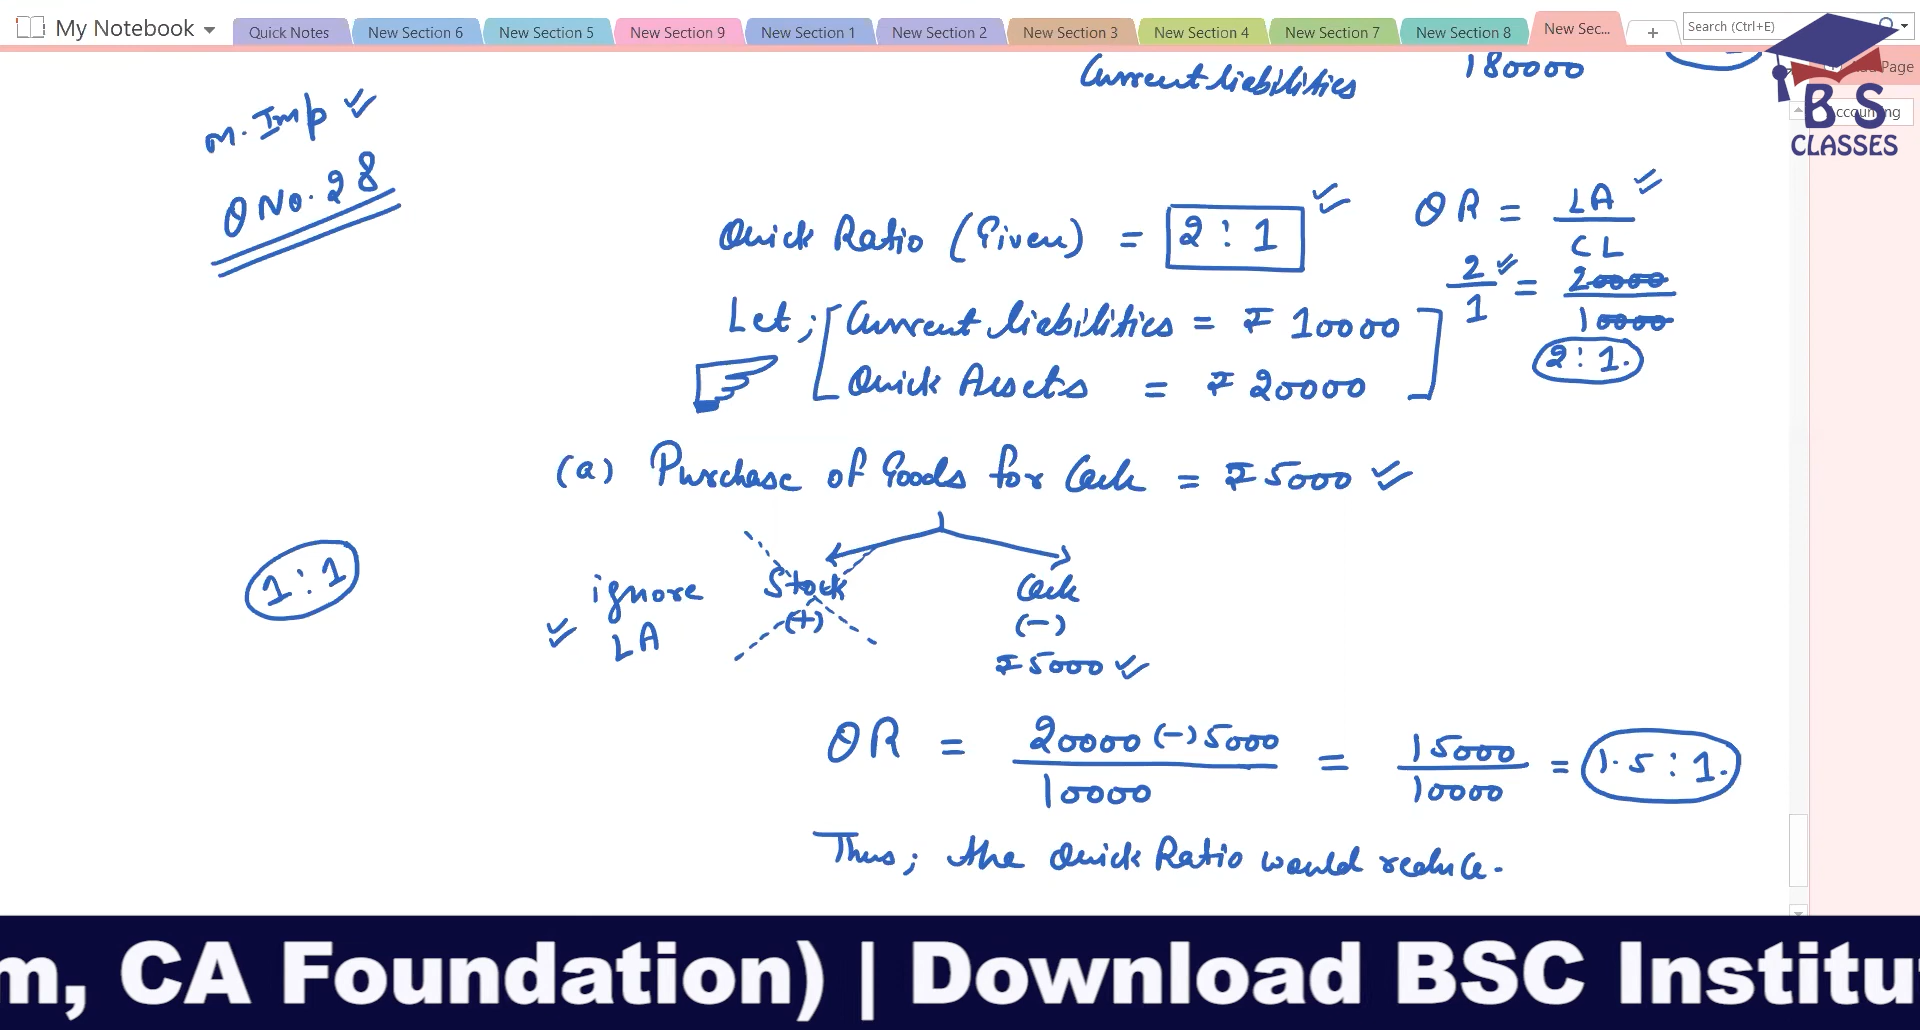 My Notebook
Quick Notes New Section 6 New Section 5 New Section 9 New Section 1 New Section 2 New Section 3 New Section 4 New Section 7 New Section 8 New Sec... + Search (Ctrl+E)
Page
BS
CLASSES
Current liabilities 180000
M. Imp
Q No. 28
Quick Ratio (Given) = 2 : 1
QR = LA / CL
2/1 = 20000 / 10000
2 : 1.
Let ; Current liabilities = ₹ 10000
Quick Assets = ₹ 20000
(a) Purchase of Goods for Cash = ₹ 5000
1 : 1
ignore Stock Cash
LA (+) (-)
₹ 5000
QR = 20000 (-) 5000 / 10000 = 15000 / 10000 = 1.5 : 1.
Thus ; the Quick Ratio would reduce.
m, CA Foundation) | Download BSC Institu